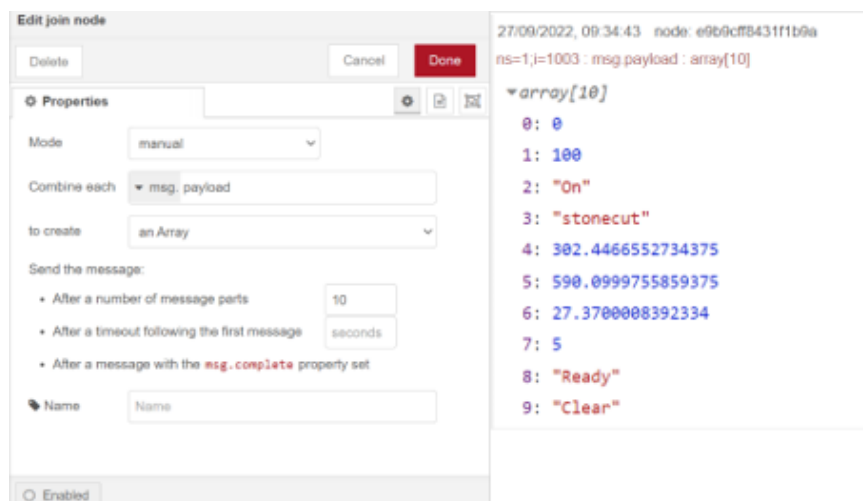 Edit join node
Delete
Cancel
Done
Properties
Mode
manual
Combine each
msg. payload
to create
an Array
Send the message:
• After a number of message parts
10
• After a timeout following the first message
seconds
• After a message with the msg.complete property set
Name
Name
Enabled
27/09/2022, 09:34:43 node: e9b9cff8431f1b9a
ns=1;i=1003 : msg.payload : array[10]
array[10]
0: 0
1: 100
2: "On"
3: "stonecut"
4: 302.4466552734375
5: 590.0999755859375
6: 27.3700008392334
7: 5
8: "Ready"
9: "Clear"